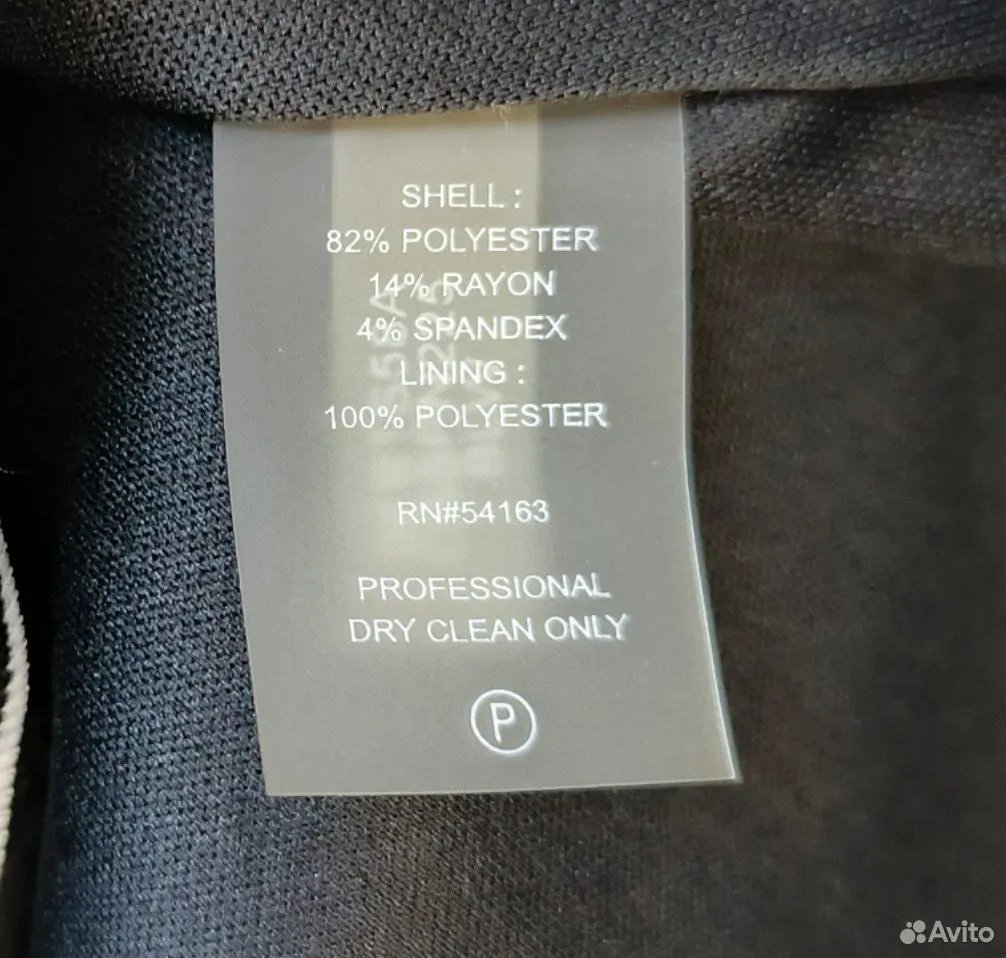 SHELL :
82% POLYESTER
14% RAYON
4% SPANDEX
LINING :
100% POLYESTER
RN#54163
PROFESSIONAL
DRY CLEAN ONLY
P
Avito